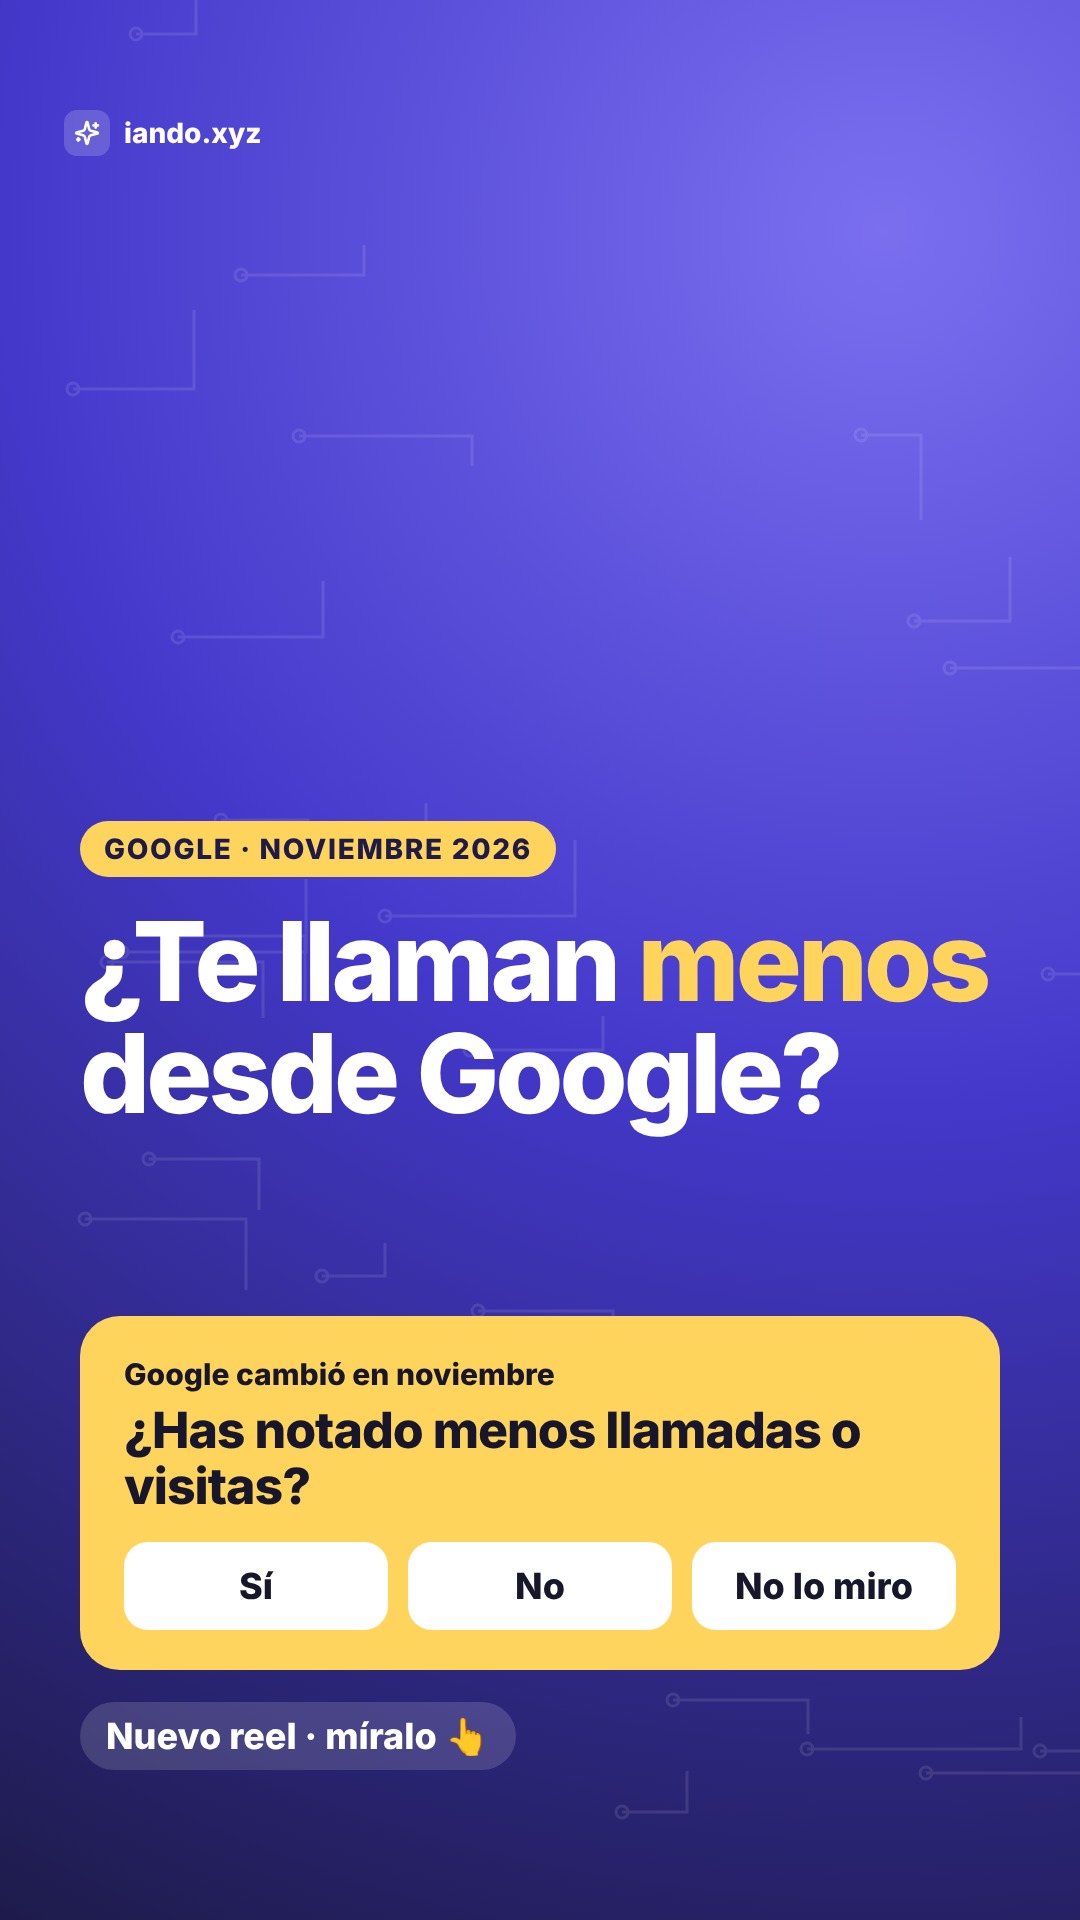 iando.xyz
GOOGLE · NOVIEMBRE 2026
¿Te llaman menos
desde Google?
Google cambió en noviembre
¿Has notado menos llamadas o
visitas?
Sí
No
No lo miro
Nuevo reel · míralo 👆